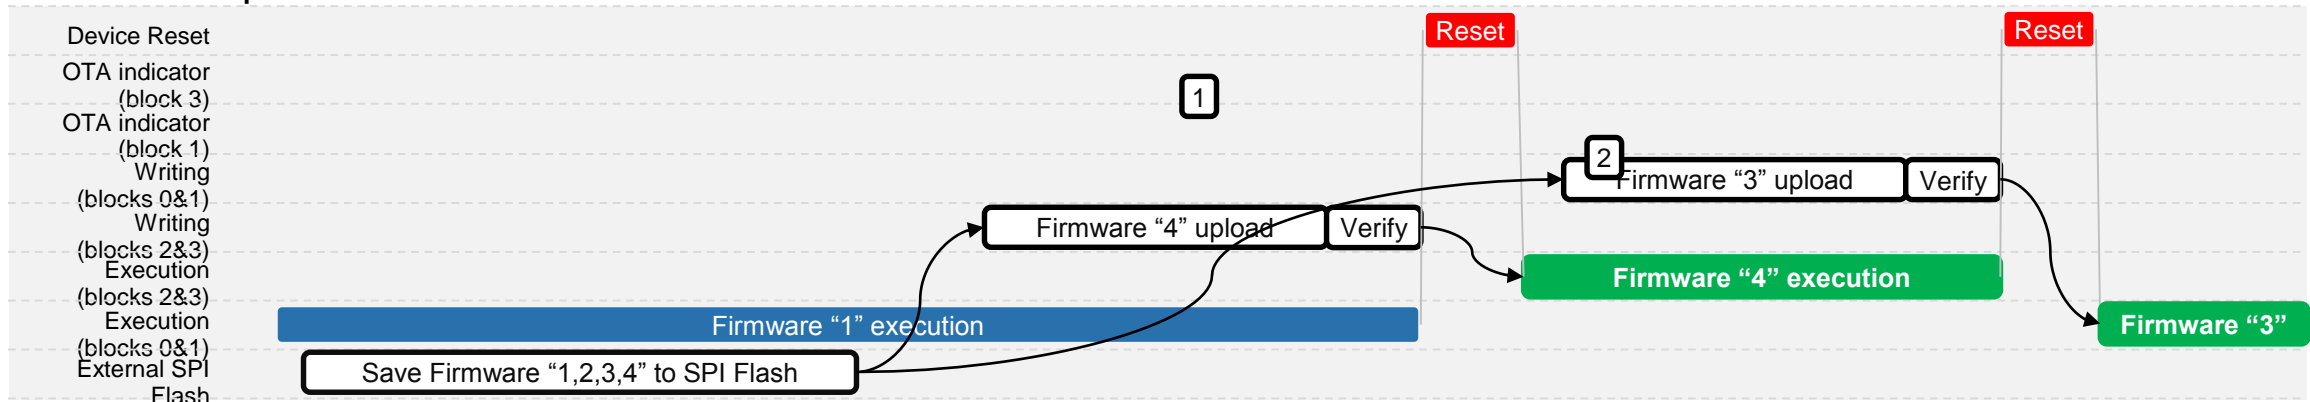 Device Reset
Reset
Reset
OTA indicator
(block 3)
1
OTA indicator
(block 1)
2
Writing
(blocks 0&1)
Firmware “3” upload
Verify
Writing
(blocks 2&3)
Firmware “4” upload
Verify
Execution
(blocks 2&3)
Firmware “4” execution
Execution
(blocks 0&1)
Firmware “1” execution
Firmware “3”
External SPI
Flash
Save Firmware “1,2,3,4” to SPI Flash